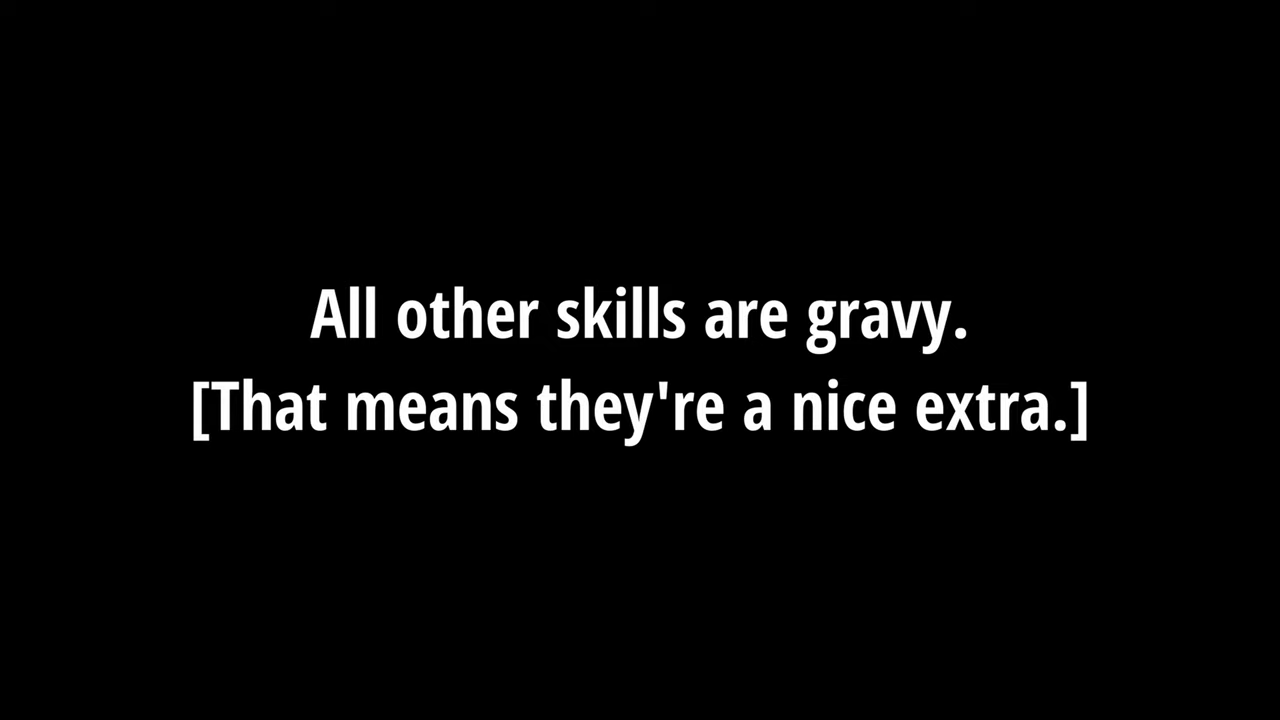 All other skills are gravy.
[That means they're a nice extra.]